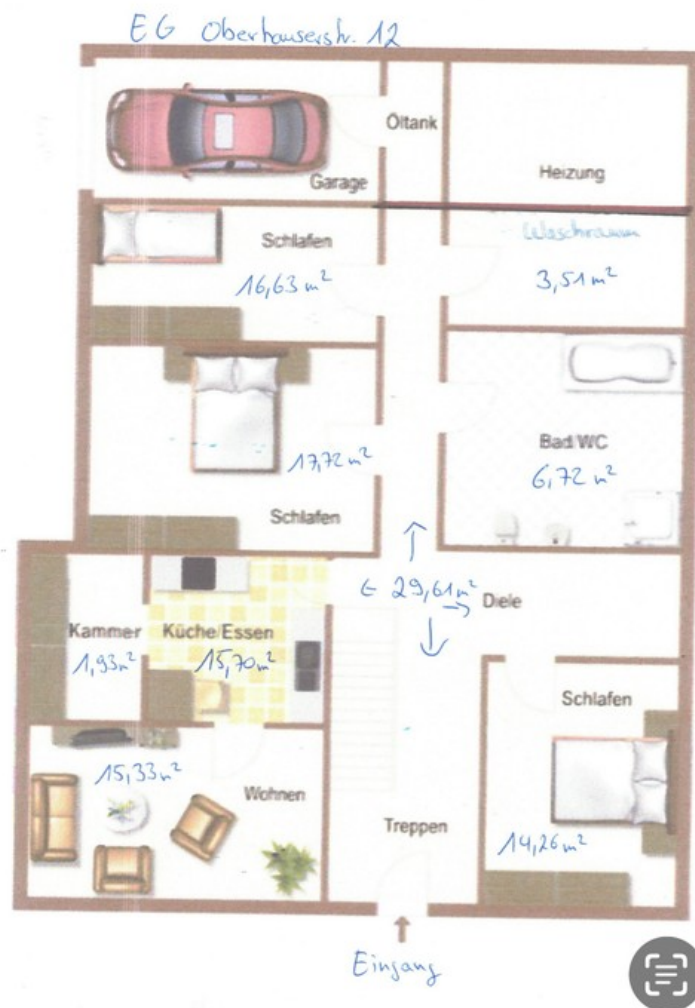 EG Oberhauserstr. 12
Öltank
Garage
Heizung
Schlafen
16,63 m²
Waschraum
3,51 m²
17,72 m²
Schlafen
Bad/WC
6,72 m²
← 29,61 m² →
Diele
Kammer
1,93 m²
Küche/Essen
15,70 m²
Schlafen
14,26 m²
15,33 m²
Wohnen
Treppen
Eingang